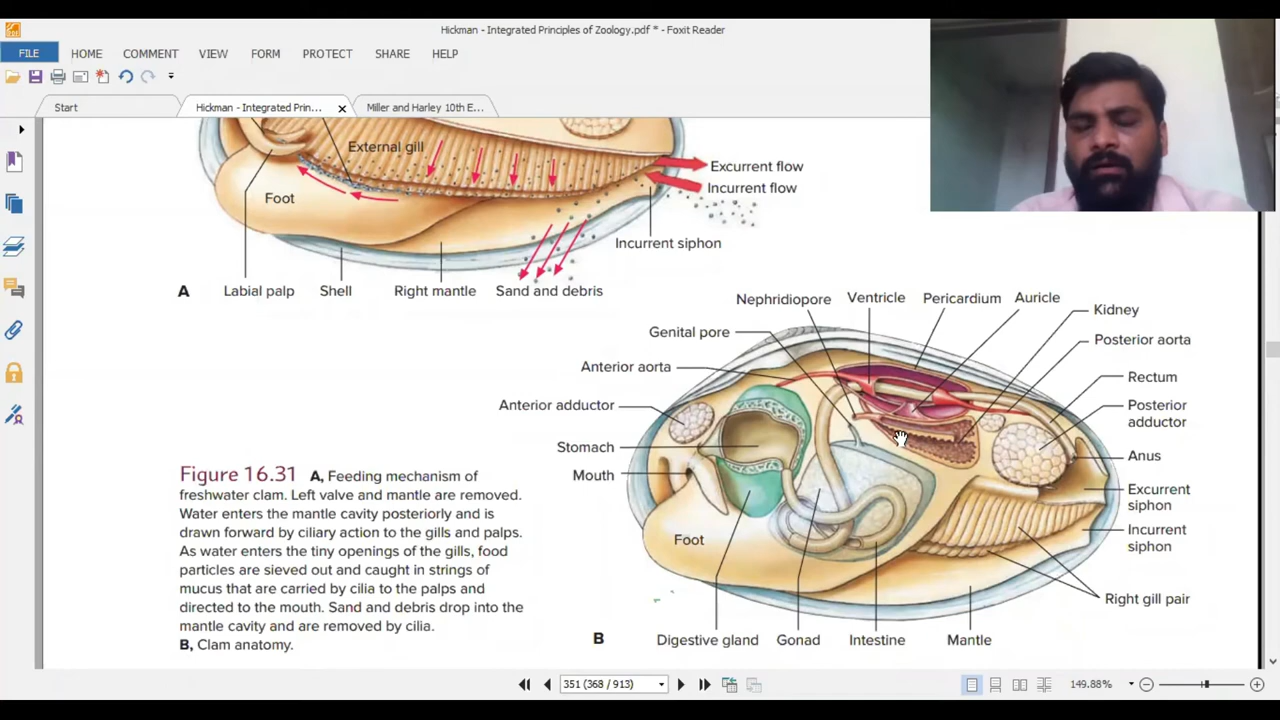 Hickman - Integrated Principles of Zoology.pdf * - Foxit Reader
FILE HOME COMMENT VIEW FORM PROTECT SHARE HELP
Start Hickman - Integrated Prin... Miller and Harley 10th E...
External gill
Excurrent flow
Incurrent flow
Foot
Incurrent siphon
A Labial palp Shell Right mantle Sand and debris
Nephridiopore Ventricle Pericardium Auricle
Kidney
Genital pore
Posterior aorta
Anterior aorta
Rectum
Anterior adductor
Posterior
adductor
Stomach
Anus
Mouth
Excurrent
siphon
Incurrent
siphon
Foot
Right gill pair
B Digestive gland Gonad Intestine Mantle
Figure 16.31 A, Feeding mechanism of
freshwater clam. Left valve and mantle are removed.
Water enters the mantle cavity posteriorly and is
drawn forward by ciliary action to the gills and palps.
As water enters the tiny openings of the gills, food
particles are sieved out and caught in strings of
mucus that are carried by cilia to the palps and
directed to the mouth. Sand and debris drop into the
mantle cavity and are removed by cilia.
B, Clam anatomy.
351 (368 / 913) 149.88%